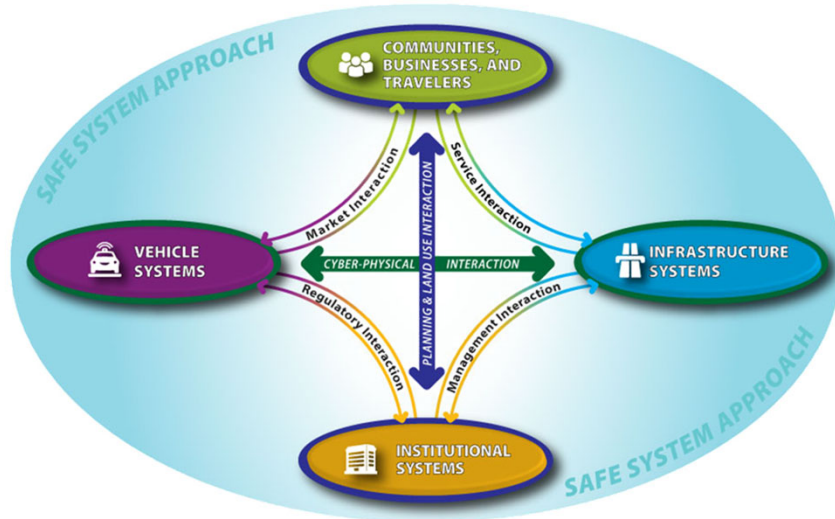 SAFE SYSTEM APPROACH
COMMUNITIES,
BUSINESSES, AND
TRAVELERS
Market Interaction
Service Interaction
PLANNING & LAND USE INTERACTION
VEHICLE
SYSTEMS
CYBER-PHYSICAL INTERACTION
INFRASTRUCTURE
SYSTEMS
Regulatory Interaction
Management Interaction
INSTITUTIONAL
SYSTEMS
SAFE SYSTEM APPROACH